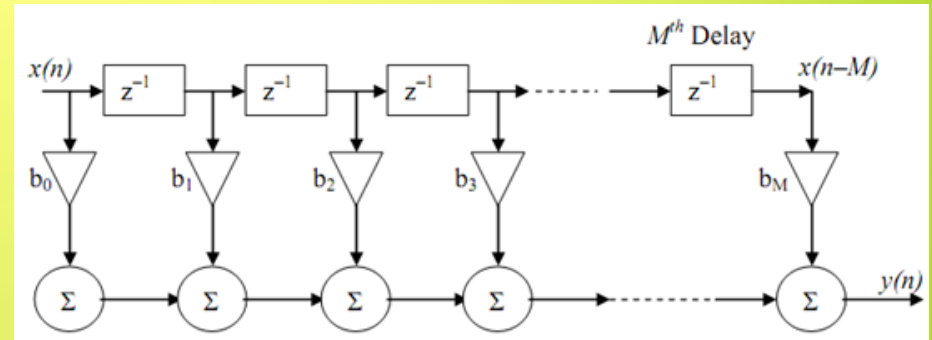 Mth Delay
x(n) z⁻¹ z⁻¹ z⁻¹ z⁻¹ x(n–M)
b₀ b₁ b₂ b₃ bM
Σ Σ Σ Σ Σ y(n)